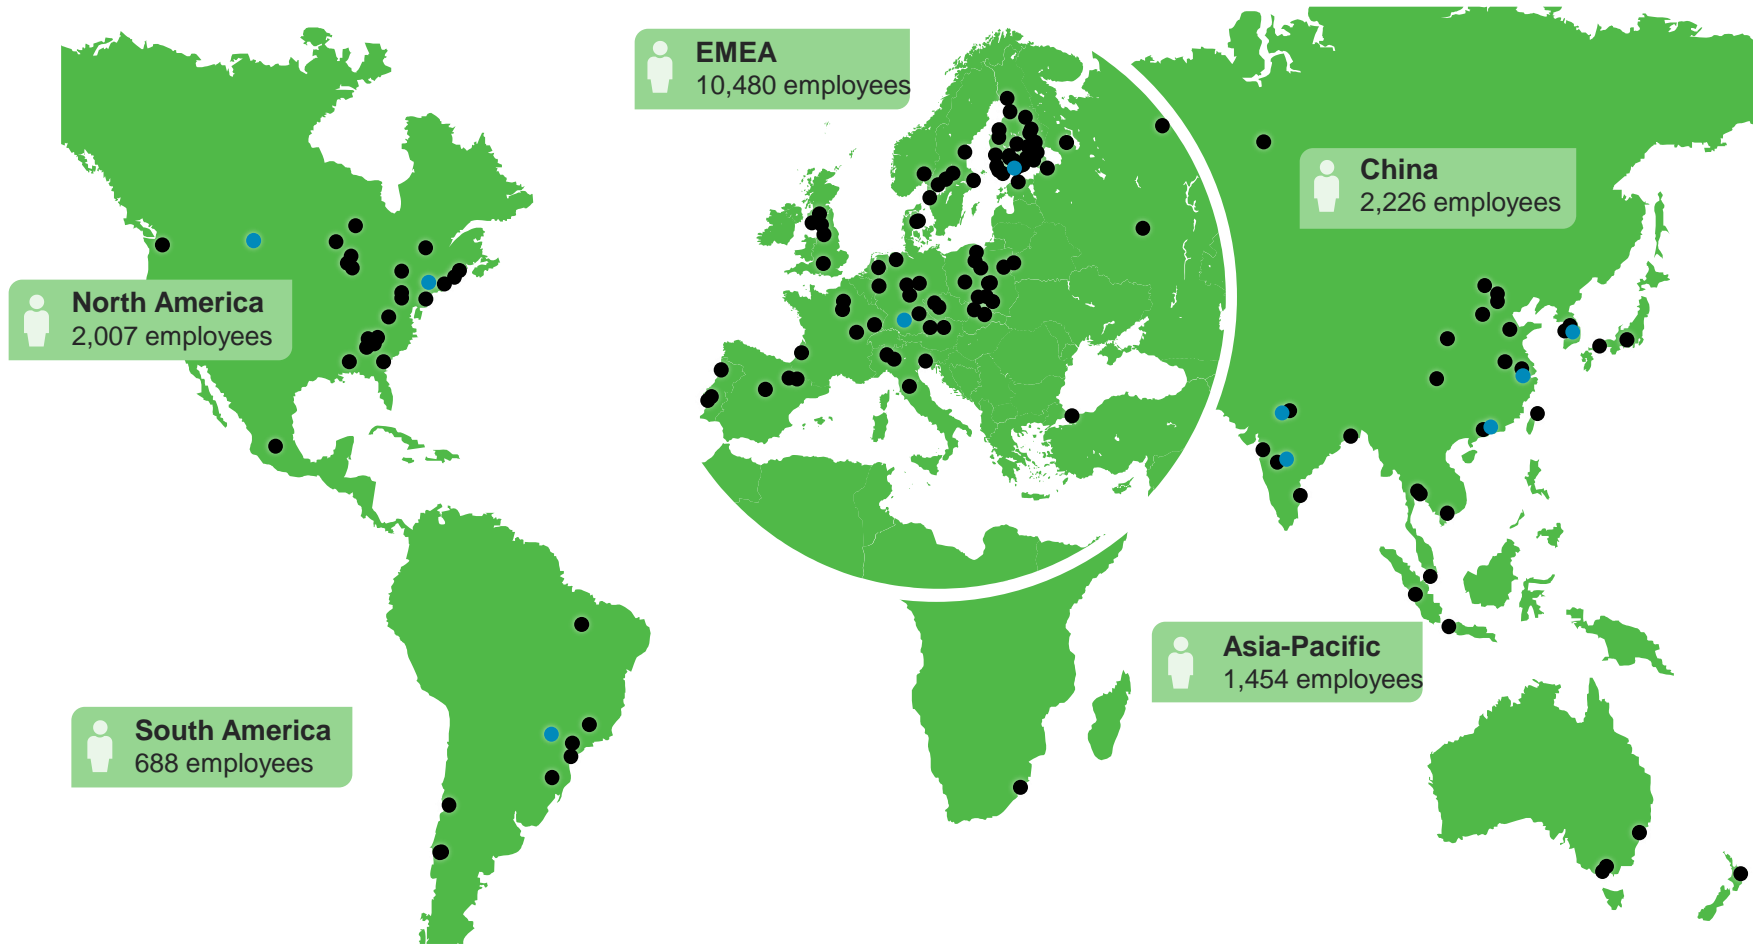 EMEA
10,480 employees
China
2,226 employees
North America
2,007 employees
Asia-Pacific
1,454 employees
South America
688 employees